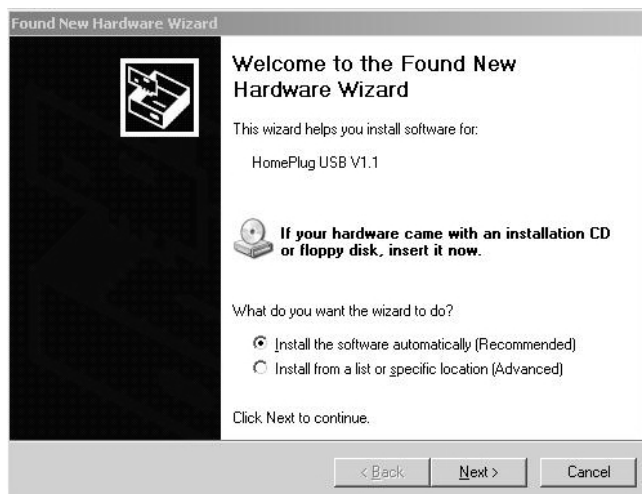 Found New Hardware Wizard
Welcome to the Found New
Hardware Wizard
This wizard helps you install software for:
HomePlug USB V1.1
If your hardware came with an installation CD
or floppy disk, insert it now.
What do you want the wizard to do?
Install the software automatically (Recommended)
Install from a list or specific location (Advanced)
Click Next to continue.
< Back Next > Cancel